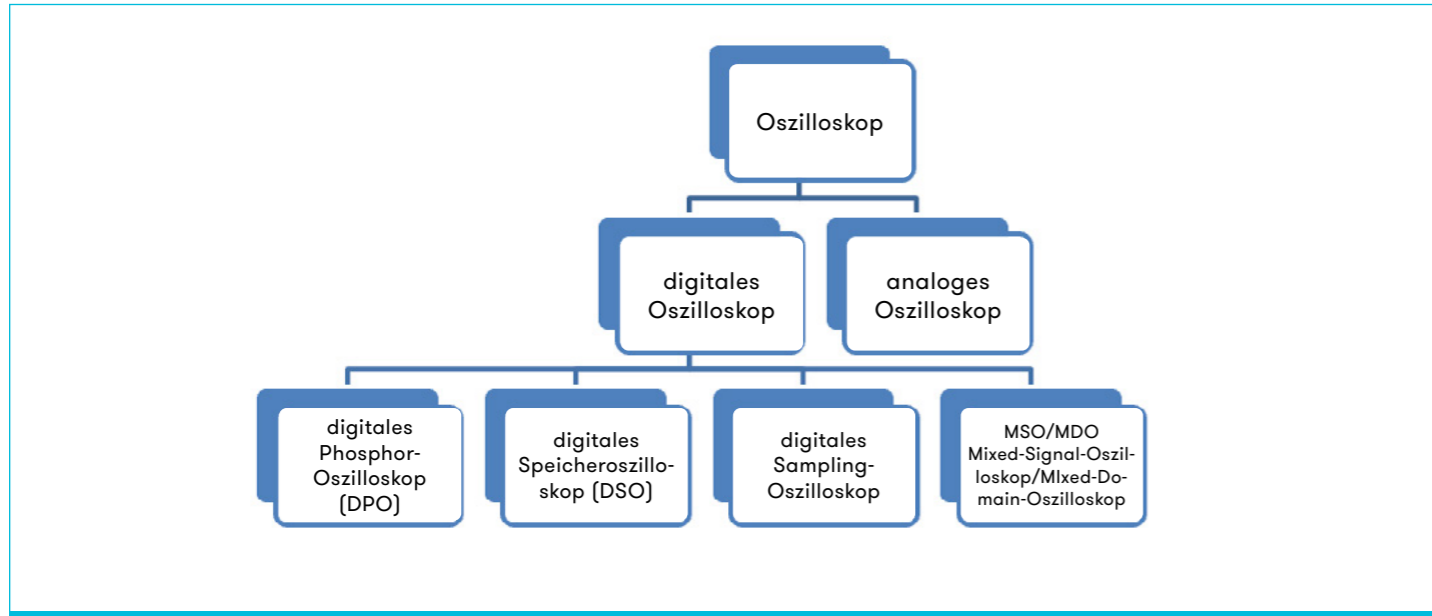 Oszilloskop
digitales
Oszilloskop
analoges
Oszilloskop
digitales
Phosphor-
Oszilloskop
(DPO)
digitales
Speicheroszillo-
skop (DSO)
digitales
Sampling-
Oszilloskop
MSO/MDO
Mixed-Signal-Oszil-
loskop/MIxed-Do-
main-Oszilloskop